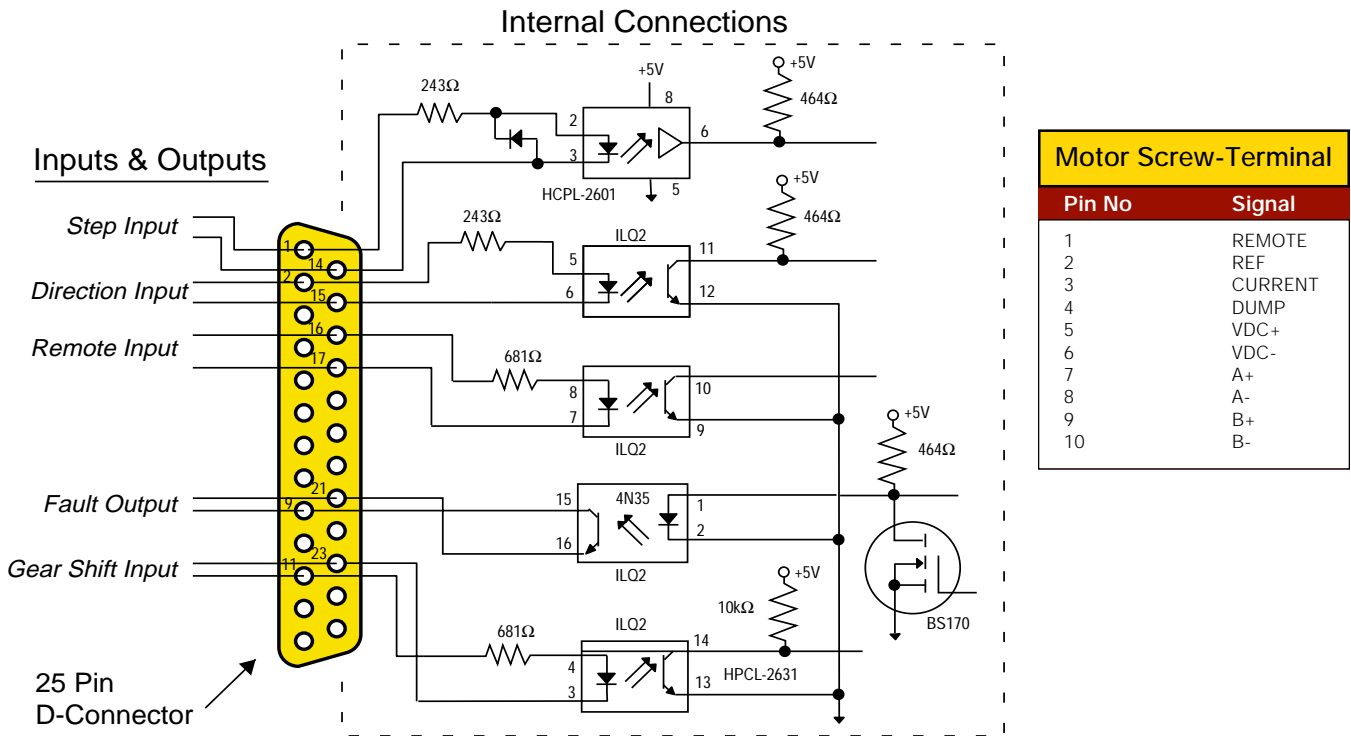 Internal Connections
Inputs & Outputs
Step Input
Direction Input
Remote Input
Fault Output
Gear Shift Input
25 Pin
D-Connector
1
14
2
15
16
17
21
9
23
11
243Ω
+5V
8
2
3
6
5
HCPL-2601
+5V
464Ω
243Ω
ILQ2
5
6
11
12
+5V
464Ω
681Ω
8
7
10
9
ILQ2
15
16
4N35
1
2
ILQ2
+5V
464Ω
BS170
681Ω
ILQ2
4
3
14
13
HPCL-2631
10kΩ
+5V
Motor Screw-Terminal
Pin No Signal
1 REMOTE
2 REF
3 CURRENT
4 DUMP
5 VDC+
6 VDC-
7 A+
8 A-
9 B+
10 B-